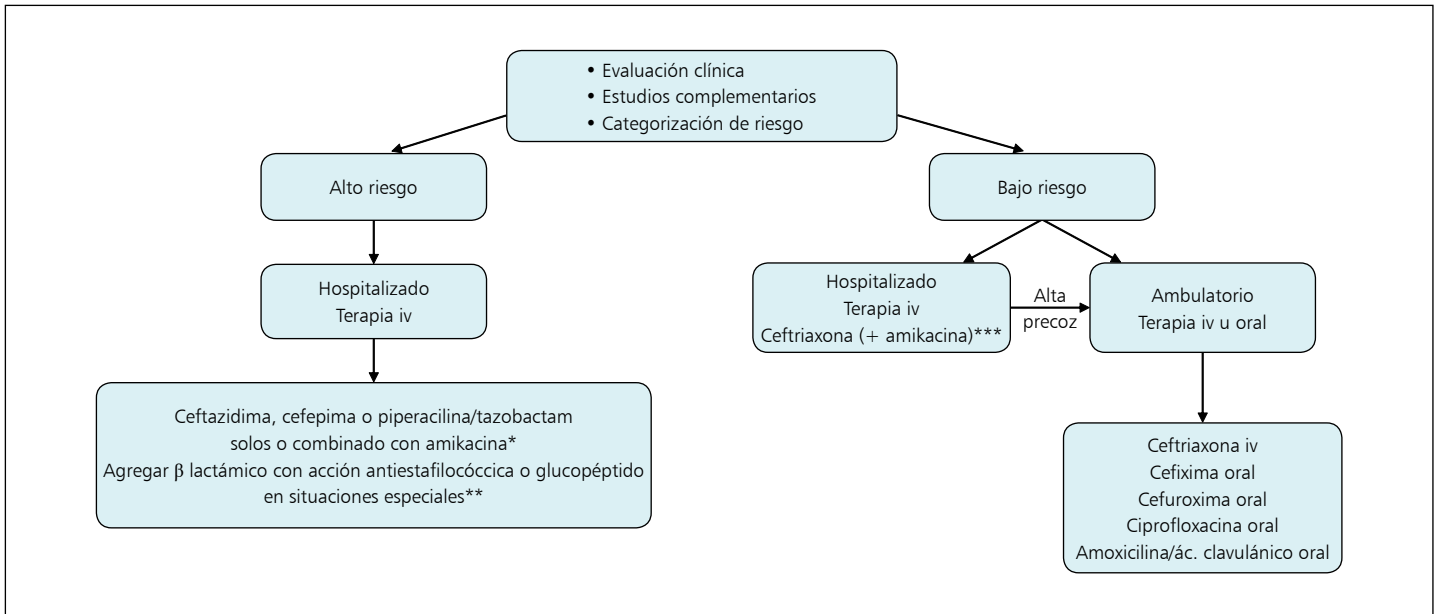 • Evaluación clínica
• Estudios complementarios
• Categorización de riesgo
Alto riesgo
Bajo riesgo
Hospitalizado
Terapia iv
Hospitalizado
Terapia iv
Ceftriaxona (+ amikacina)***
Alta
precoz
Ambulatorio
Terapia iv u oral
Ceftazidima, cefepima o piperacilina/tazobactam
solos o combinado con amikacina*
Agregar β lactámico con acción antiestafilocóccica o glucopéptido
en situaciones especiales**
Ceftriaxona iv
Cefixima oral
Cefuroxima oral
Ciprofloxacina oral
Amoxicilina/ác. clavulánico oral